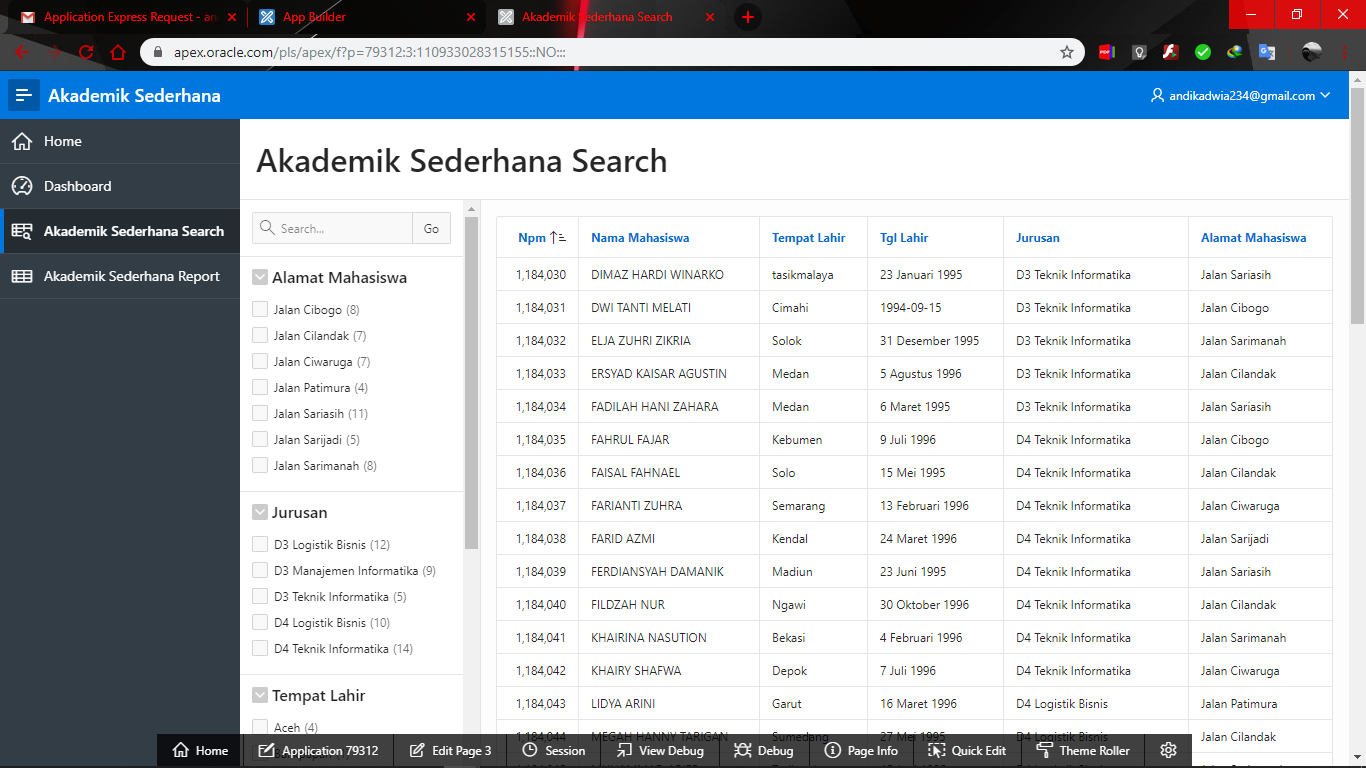 Application Express Request - an
App Builder
Akademik Sederhana Search
apex.oracle.com/pls/apex/f?p=79312:3:110933028315155::NO:::
Akademik Sederhana
andikadwia234@gmail.com
Home
Dashboard
Akademik Sederhana Search
Akademik Sederhana Report
Akademik Sederhana Search
Search...
Go
Alamat Mahasiswa
Jalan Cibogo (8)
Jalan Cilandak (7)
Jalan Ciwaruga (7)
Jalan Patimura (4)
Jalan Sariasih (11)
Jalan Sarijadi (5)
Jalan Sarimanah (8)
Jurusan
D3 Logistik Bisnis (12)
D3 Manajemen Informatika (9)
D3 Teknik Informatika (5)
D4 Logistik Bisnis (10)
D4 Teknik Informatika (14)
Tempat Lahir
Aceh (4)
Npm Nama Mahasiswa Tempat Lahir Tgl Lahir Jurusan Alamat Mahasiswa
1,184,030 DIMAZ HARDI WINARKO tasikmalaya 23 Januari 1995 D3 Teknik Informatika Jalan Sariasih
1,184,031 DWI TANTI MELATI Cimahi 1994-09-15 D3 Teknik Informatika Jalan Cibogo
1,184,032 ELJA ZUHRI ZIKRIA Solok 31 Desember 1995 D3 Teknik Informatika Jalan Sarimanah
1,184,033 ERSYAD KAISAR AGUSTIN Medan 5 Agustus 1996 D3 Teknik Informatika Jalan Cilandak
1,184,034 FADILAH HANI ZAHARA Medan 6 Maret 1995 D3 Teknik Informatika Jalan Sariasih
1,184,035 FAHRUL FAJAR Kebumen 9 Juli 1996 D4 Teknik Informatika Jalan Cibogo
1,184,036 FAISAL FAHNAEL Solo 15 Mei 1995 D4 Teknik Informatika Jalan Cilandak
1,184,037 FARIANTI ZUHRA Semarang 13 Februari 1996 D4 Teknik Informatika Jalan Ciwaruga
1,184,038 FARID AZMI Kendal 24 Maret 1996 D4 Teknik Informatika Jalan Sarijadi
1,184,039 FERDIANSYAH DAMANIK Madiun 23 Juni 1995 D4 Teknik Informatika Jalan Sariasih
1,184,040 FILDZAH NUR Ngawi 30 Oktober 1996 D4 Teknik Informatika Jalan Cilandak
1,184,041 KHAIRINA NASUTION Bekasi 4 Februari 1996 D4 Teknik Informatika Jalan Sarimanah
1,184,042 KHAIRY SHAFWA Depok 7 Juli 1996 D4 Teknik Informatika Jalan Ciwaruga
1,184,043 LIDYA ARINI Garut 16 Maret 1996 D4 Logistik Bisnis Jalan Patimura
1,184,044 MEGAH HANNY TARIGAN Sumedang 27 Mei 1995 D4 Logistik Bisnis Jalan Cilandak
Home Application 79312 Edit Page 3 Session View Debug Debug Page Info Quick Edit Theme Roller